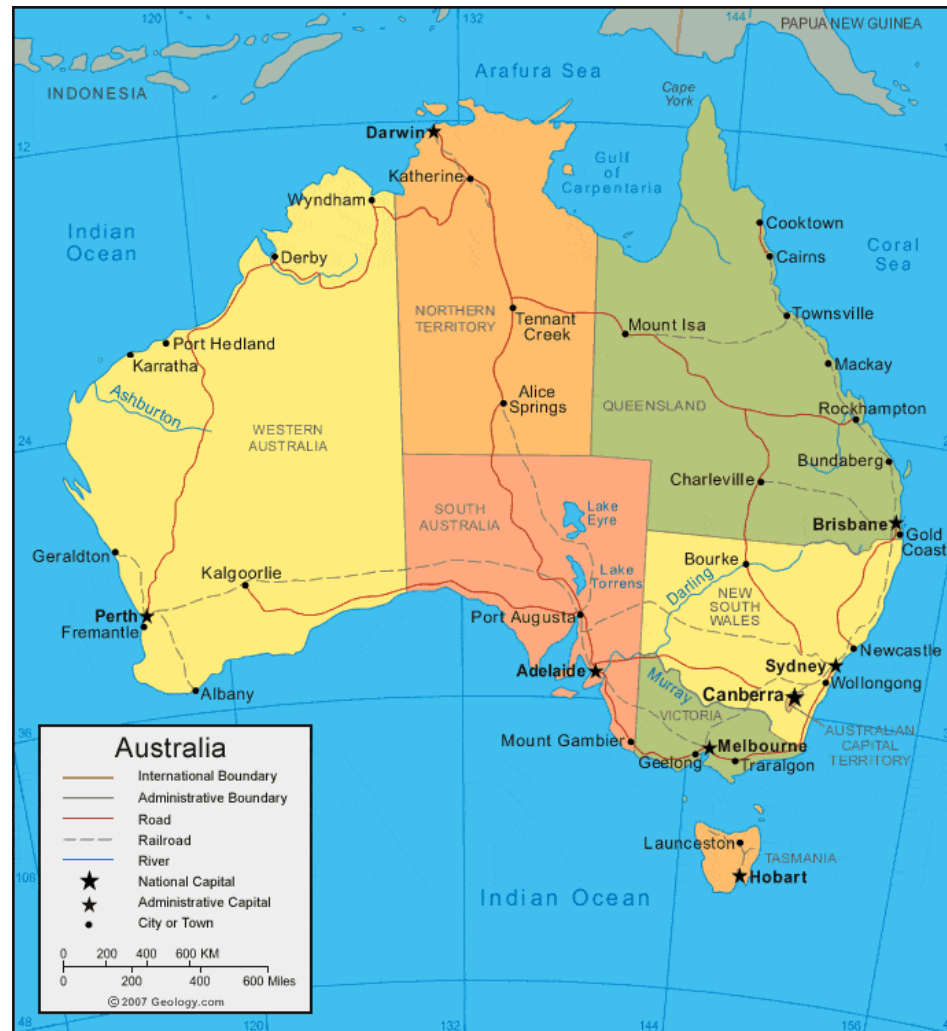 120
132
144
PAPUA NEW GUINEA
Arafura Sea
INDONESIA
Cape
York
Darwin
12
Gulf
of
Carpentaria
Katherine
Wyndham
Indian
Ocean
Cooktown
Coral
Sea
Derby
Cairns
NORTHERN
TERRITORY
Tennant
Creek
Townsville
Mount Isa
Port Hedland
Karratha
Mackay
Ashburton
Alice
Springs
QUEENSLAND
Rockhampton
WESTERN
AUSTRALIA
24
Bundaberg
Charleville
SOUTH
AUSTRALIA
Lake
Eyre
Brisbane
Gold
Coast
Geraldton
Bourke
Kalgoorlie
Lake
Torrens
Darling
NEW
SOUTH
WALES
Perth
Fremantle
Port Augusta
Newcastle
Sydney
Adelaide
Wollongong
Murray
Canberra
Albany
VICTORIA
AUSTRALIAN
CAPITAL
TERRITORY
36
Mount Gambier
Melbourne
Geelong
Traralgon
Launceston
TASMANIA
Hobart
Indian Ocean
108
Australia
International Boundary
Administrative Boundary
Road
Railroad
River
National Capital
Administrative Capital
City or Town
0 200 400 600 KM
0 200 400 600 Miles
© 2007 Geology.com
48
120
132
144
156